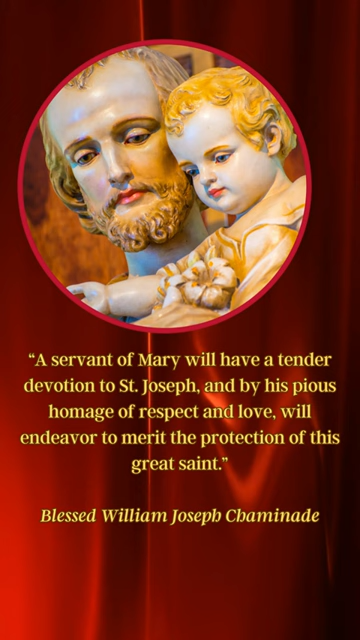 “A servant of Mary will have a tender
devotion to St. Joseph, and by his pious
homage of respect and love, will
endeavor to merit the protection of this
great saint.”
Blessed William Joseph Chaminade